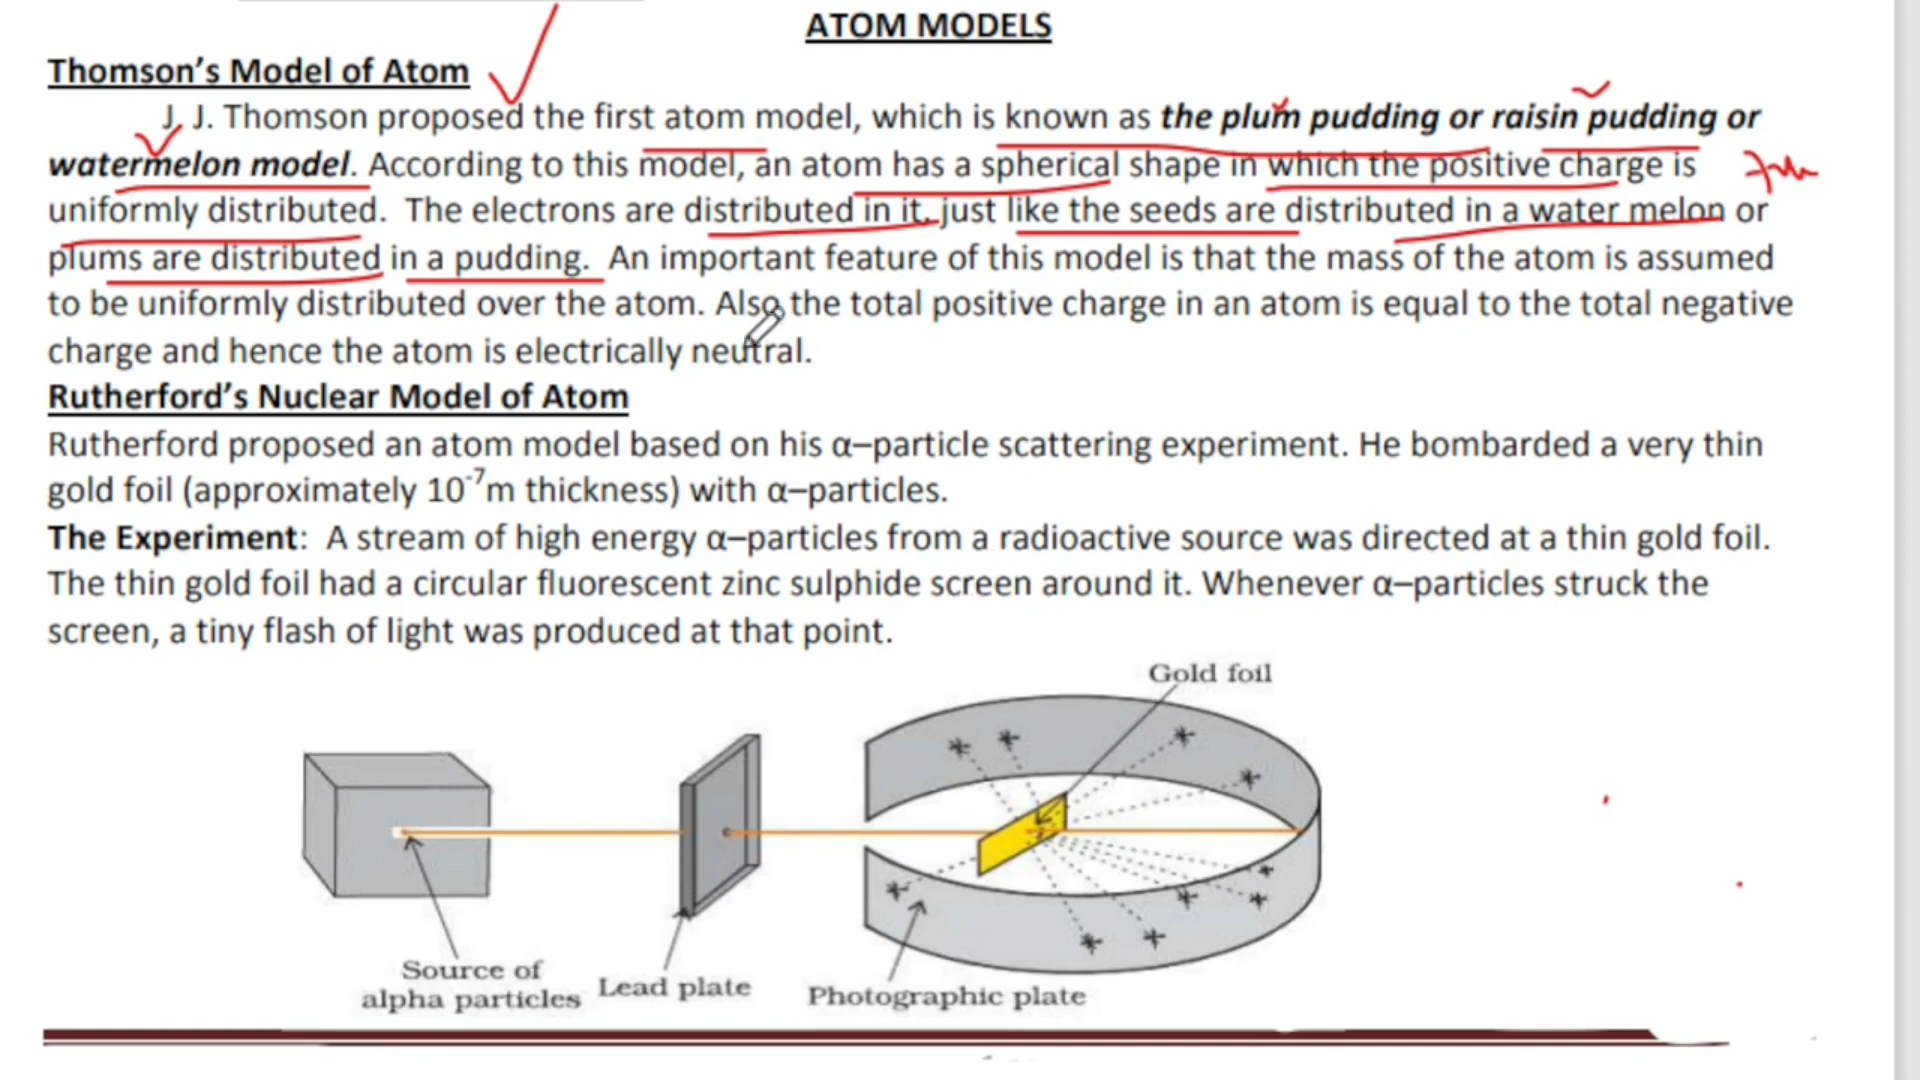 ATOM MODELS
Thomson’s Model of Atom
J. J. Thomson proposed the first atom model, which is known as the plum pudding or raisin pudding or
watermelon model. According to this model, an atom has a spherical shape in which the positive charge is
uniformly distributed. The electrons are distributed in it, just like the seeds are distributed in a water melon or
plums are distributed in a pudding. An important feature of this model is that the mass of the atom is assumed
to be uniformly distributed over the atom. Also the total positive charge in an atom is equal to the total negative
charge and hence the atom is electrically neutral.
Rutherford’s Nuclear Model of Atom
Rutherford proposed an atom model based on his α–particle scattering experiment. He bombarded a very thin
gold foil (approximately 10⁻⁷m thickness) with α–particles.
The Experiment: A stream of high energy α–particles from a radioactive source was directed at a thin gold foil.
The thin gold foil had a circular fluorescent zinc sulphide screen around it. Whenever α–particles struck the
screen, a tiny flash of light was produced at that point.
Gold foil
Source of
alpha particles
Lead plate
Photographic plate